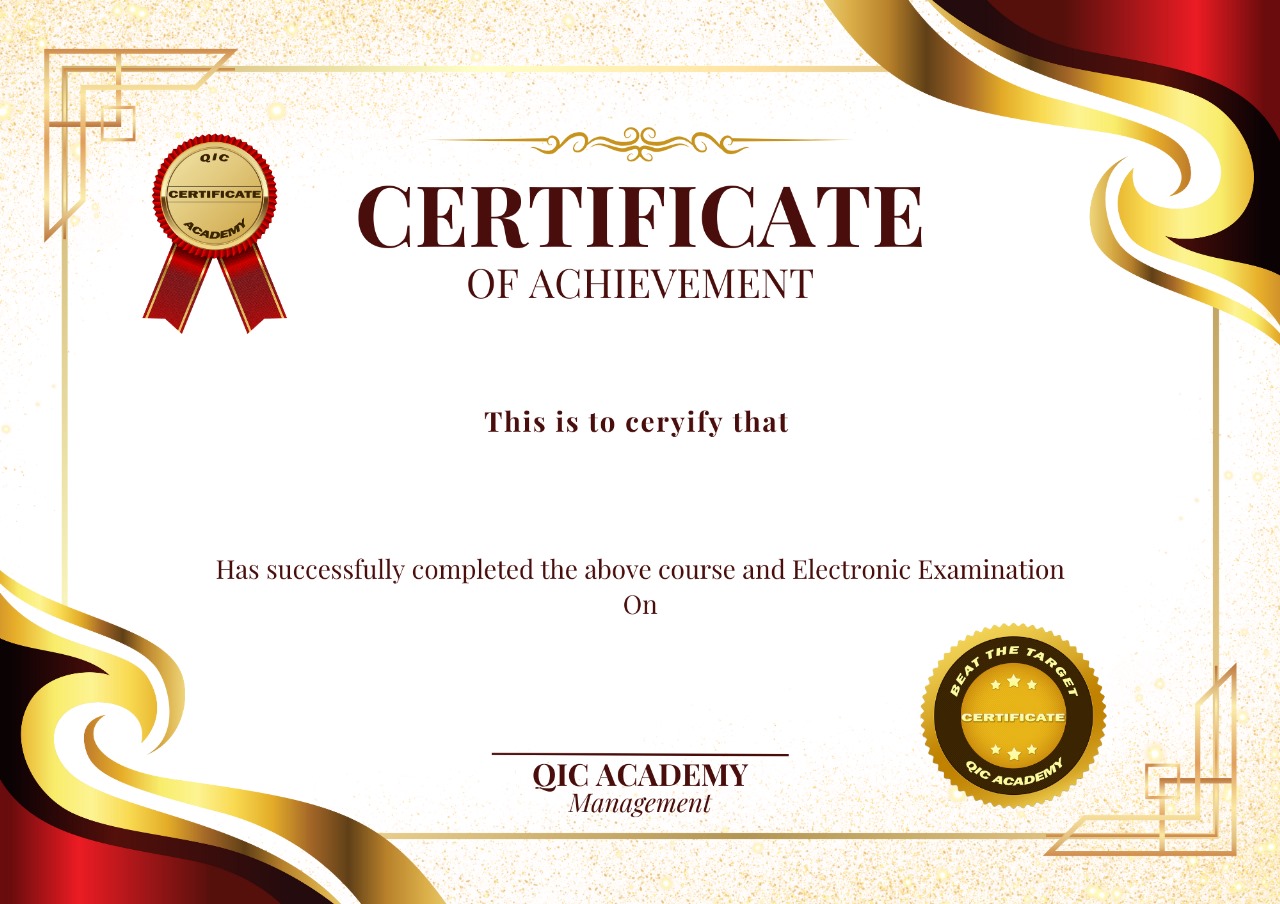 QIC
CERTIFICATE
ACADEMY
CERTIFICATE
OF ACHIEVEMENT
This is to ceryify that
Has successfully completed the above course and Electronic Examination
On
BEAT THE TARGET
CERTIFICATE
QIC ACADEMY
QIC ACADEMY
Management